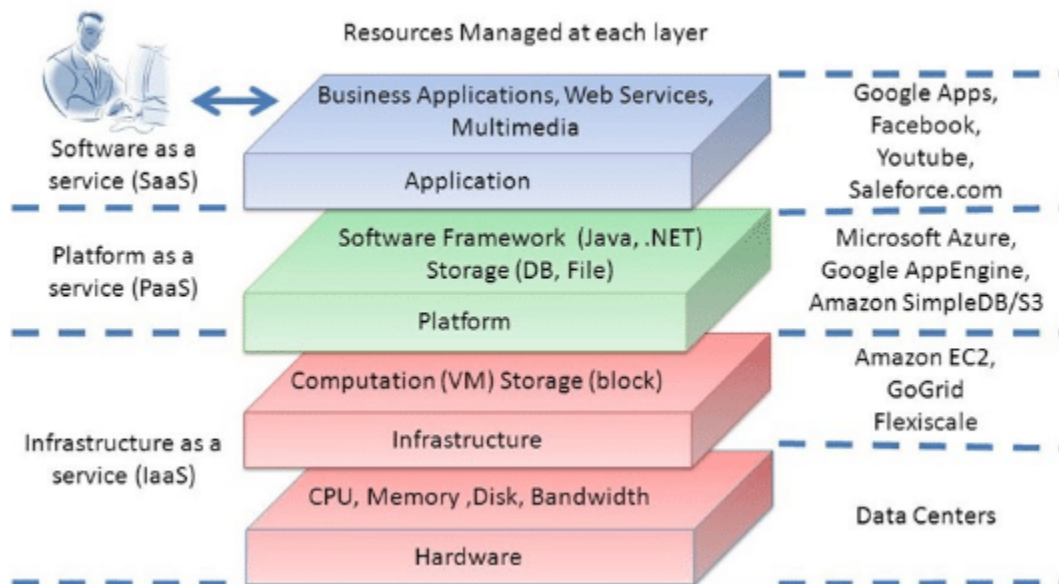 Resources Managed at each layer
Business Applications, Web Services,
Multimedia
Application
Software as a
service (SaaS)
Google Apps,
Facebook,
Youtube,
Saleforce.com
Software Framework (Java, .NET)
Storage (DB, File)
Platform
Platform as a
service (PaaS)
Microsoft Azure,
Google AppEngine,
Amazon SimpleDB/S3
Computation (VM) Storage (block)
Infrastructure
Amazon EC2,
GoGrid
Flexiscale
Infrastructure as a
service (IaaS)
CPU, Memory ,Disk, Bandwidth
Hardware
Data Centers